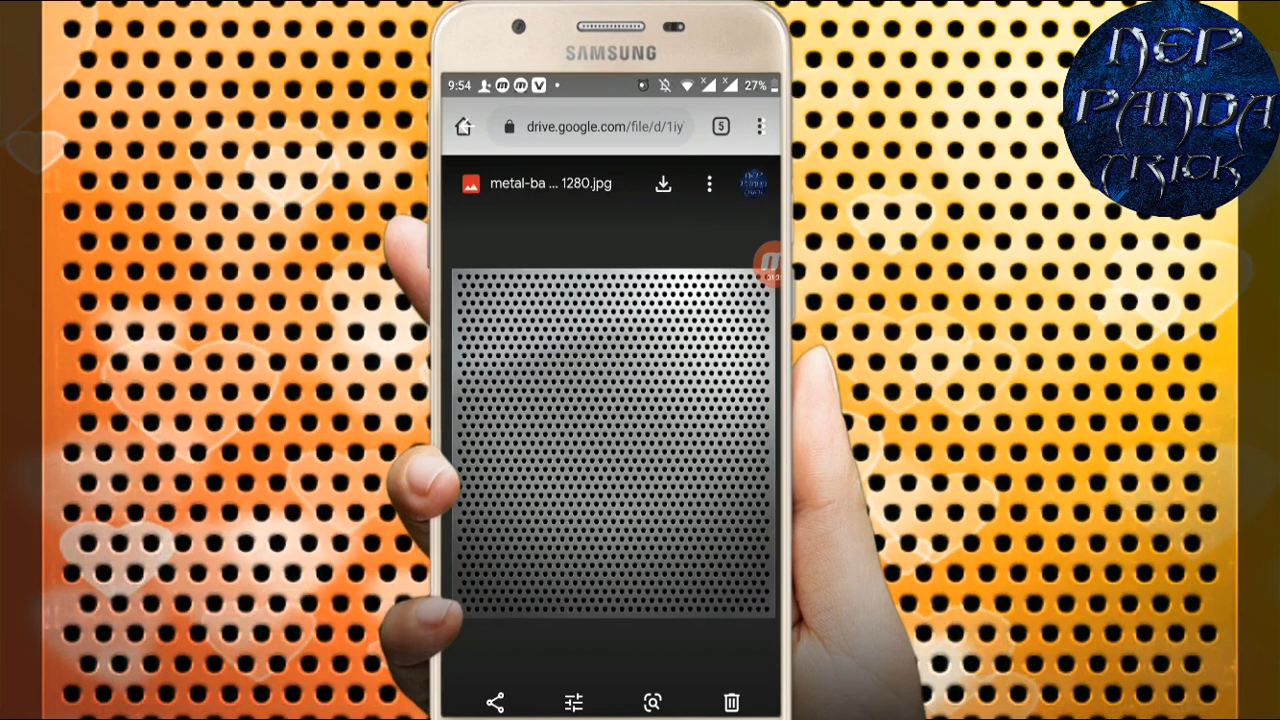 SAMSUNG
9:54
27%
drive.google.com/file/d/1iy
5
metal-ba ... 1280.jpg
NEP
PANDA
TRICK